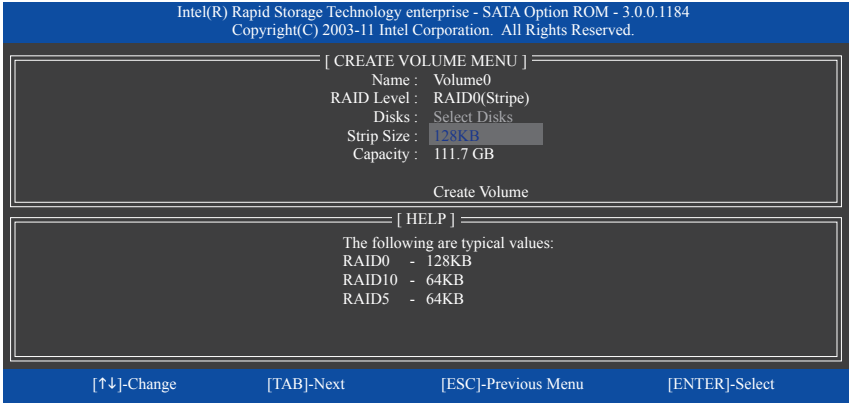 Intel(R) Rapid Storage Technology enterprise - SATA Option ROM - 3.0.0.1184
Copyright(C) 2003-11 Intel Corporation. All Rights Reserved.
[ CREATE VOLUME MENU ]
Name : Volume0
RAID Level : RAID0(Stripe)
Disks : Select Disks
Strip Size : 128KB
Capacity : 111.7 GB
Create Volume
[ HELP ]
The following are typical values:
RAID0 - 128KB
RAID10 - 64KB
RAID5 - 64KB
[↑↓]-Change [TAB]-Next [ESC]-Previous Menu [ENTER]-Select